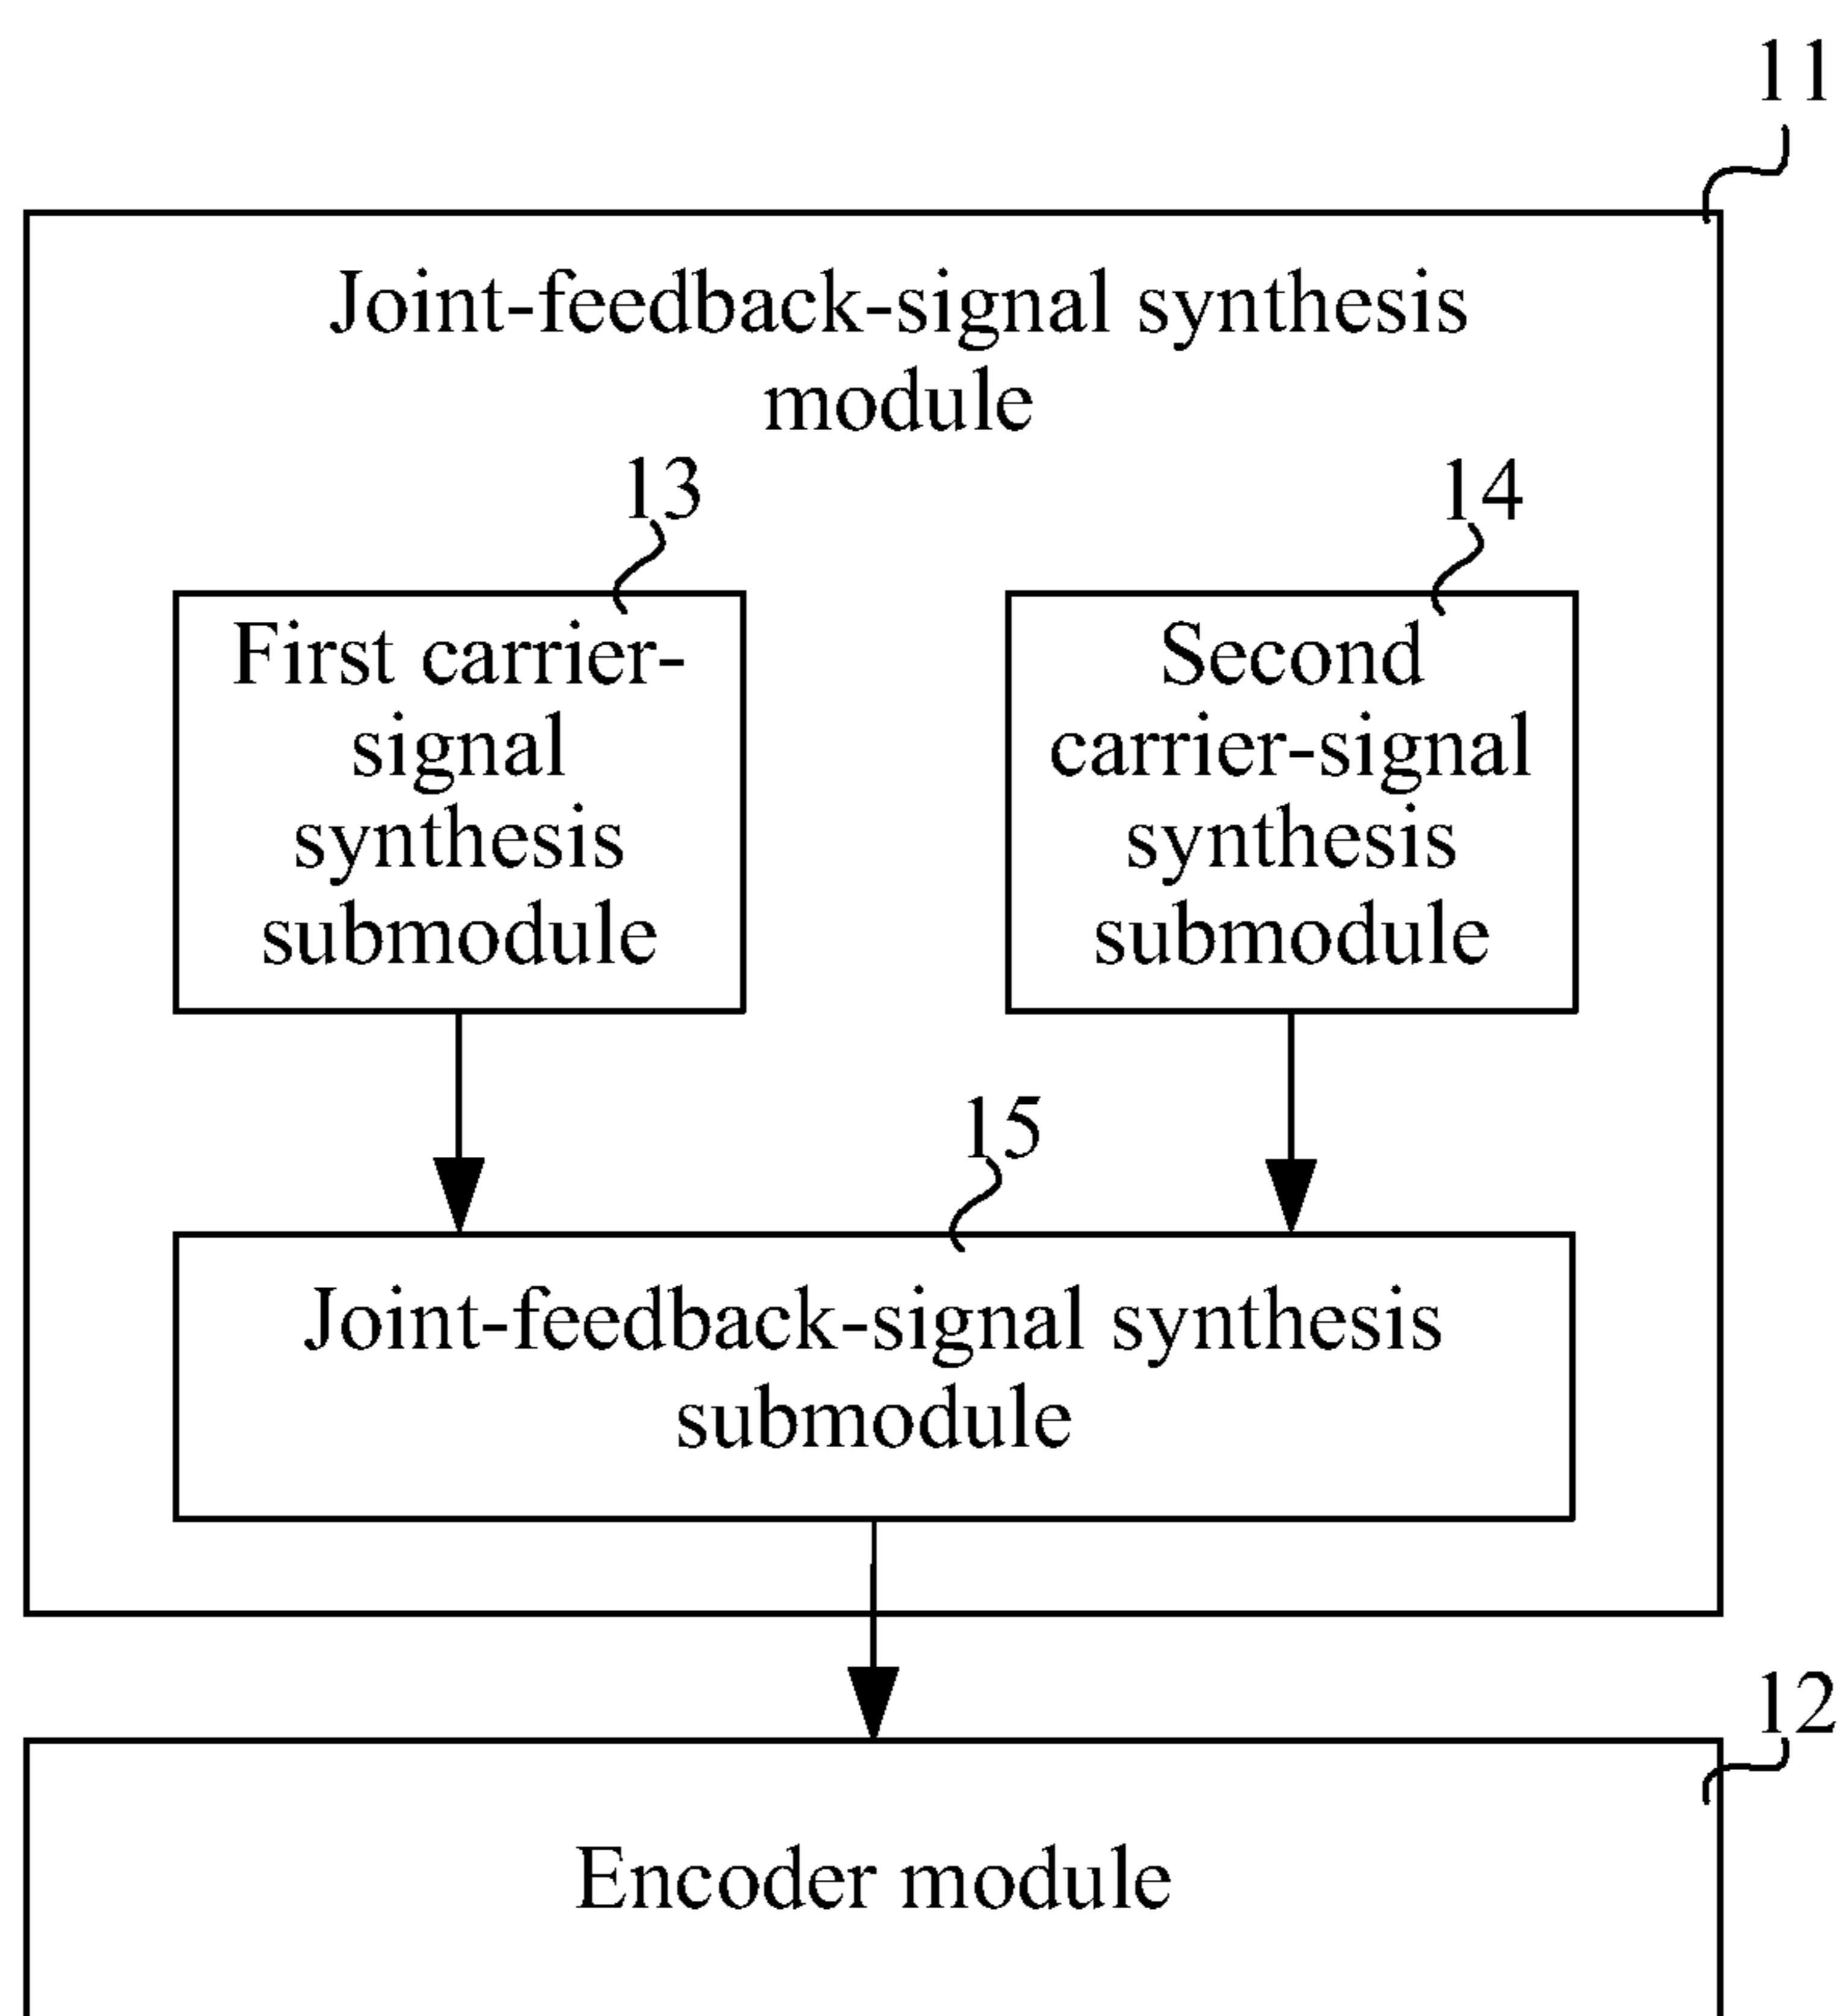 11
Joint-feedback-signal synthesis
module
13
14
First carrier-
signal
synthesis
submodule
Second
carrier-signal
synthesis
submodule
15
Joint-feedback-signal synthesis
submodule
12
Encoder module